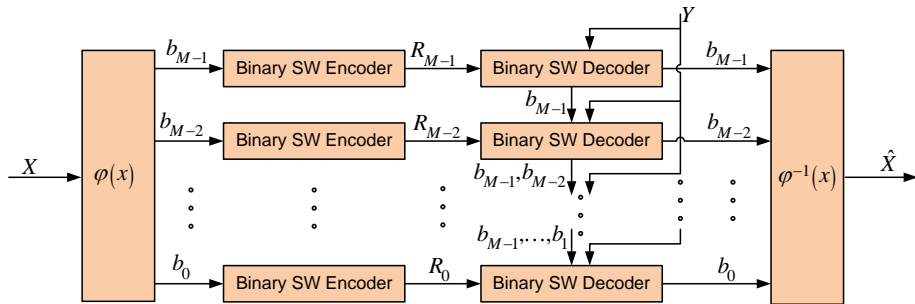 Y
b_{M-1} Binary SW Encoder R_{M-1} Binary SW Decoder b_{M-1}
b_{M-1}
b_{M-2} Binary SW Encoder R_{M-2} Binary SW Decoder b_{M-2}
X φ(x) b_{M-1}, b_{M-2} φ^{-1}(x) X̂
b_{M-1},...,b_1
b_0 Binary SW Encoder R_0 Binary SW Decoder b_0